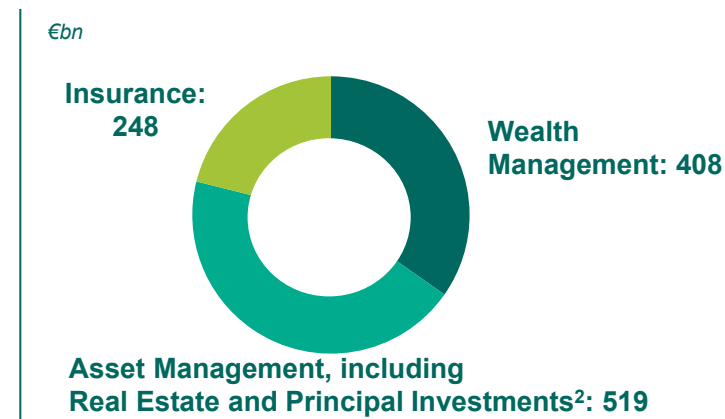 €bn
Insurance:
248
Wealth
Management: 408
Asset Management, including
Real Estate and Principal Investments²: 519